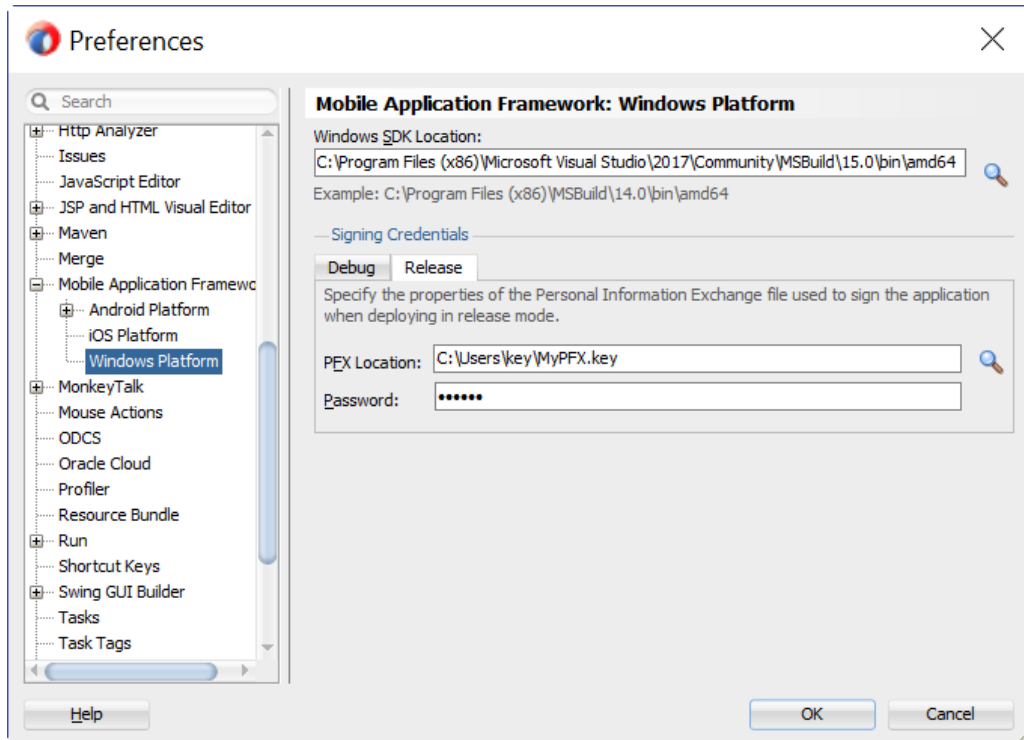 Preferences
Search
Http Analyzer
Issues
JavaScript Editor
JSP and HTML Visual Editor
Maven
Merge
Mobile Application Framewo
Android Platform
iOS Platform
Windows Platform
MonkeyTalk
Mouse Actions
ODCS
Oracle Cloud
Profiler
Resource Bundle
Run
Shortcut Keys
Swing GUI Builder
Tasks
Task Tags
Mobile Application Framework: Windows Platform
Windows SDK Location:
C:\Program Files (x86)\Microsoft Visual Studio\2017\Community\MSBuild\15.0\bin\amd64
Example: C:\Program Files (x86)\MSBuild\14.0\bin\amd64
Signing Credentials
Debug Release
Specify the properties of the Personal Information Exchange file used to sign the application
when deploying in release mode.
PFX Location: C:\Users\key\MyPFX.key
Password: ••••••
Help OK Cancel